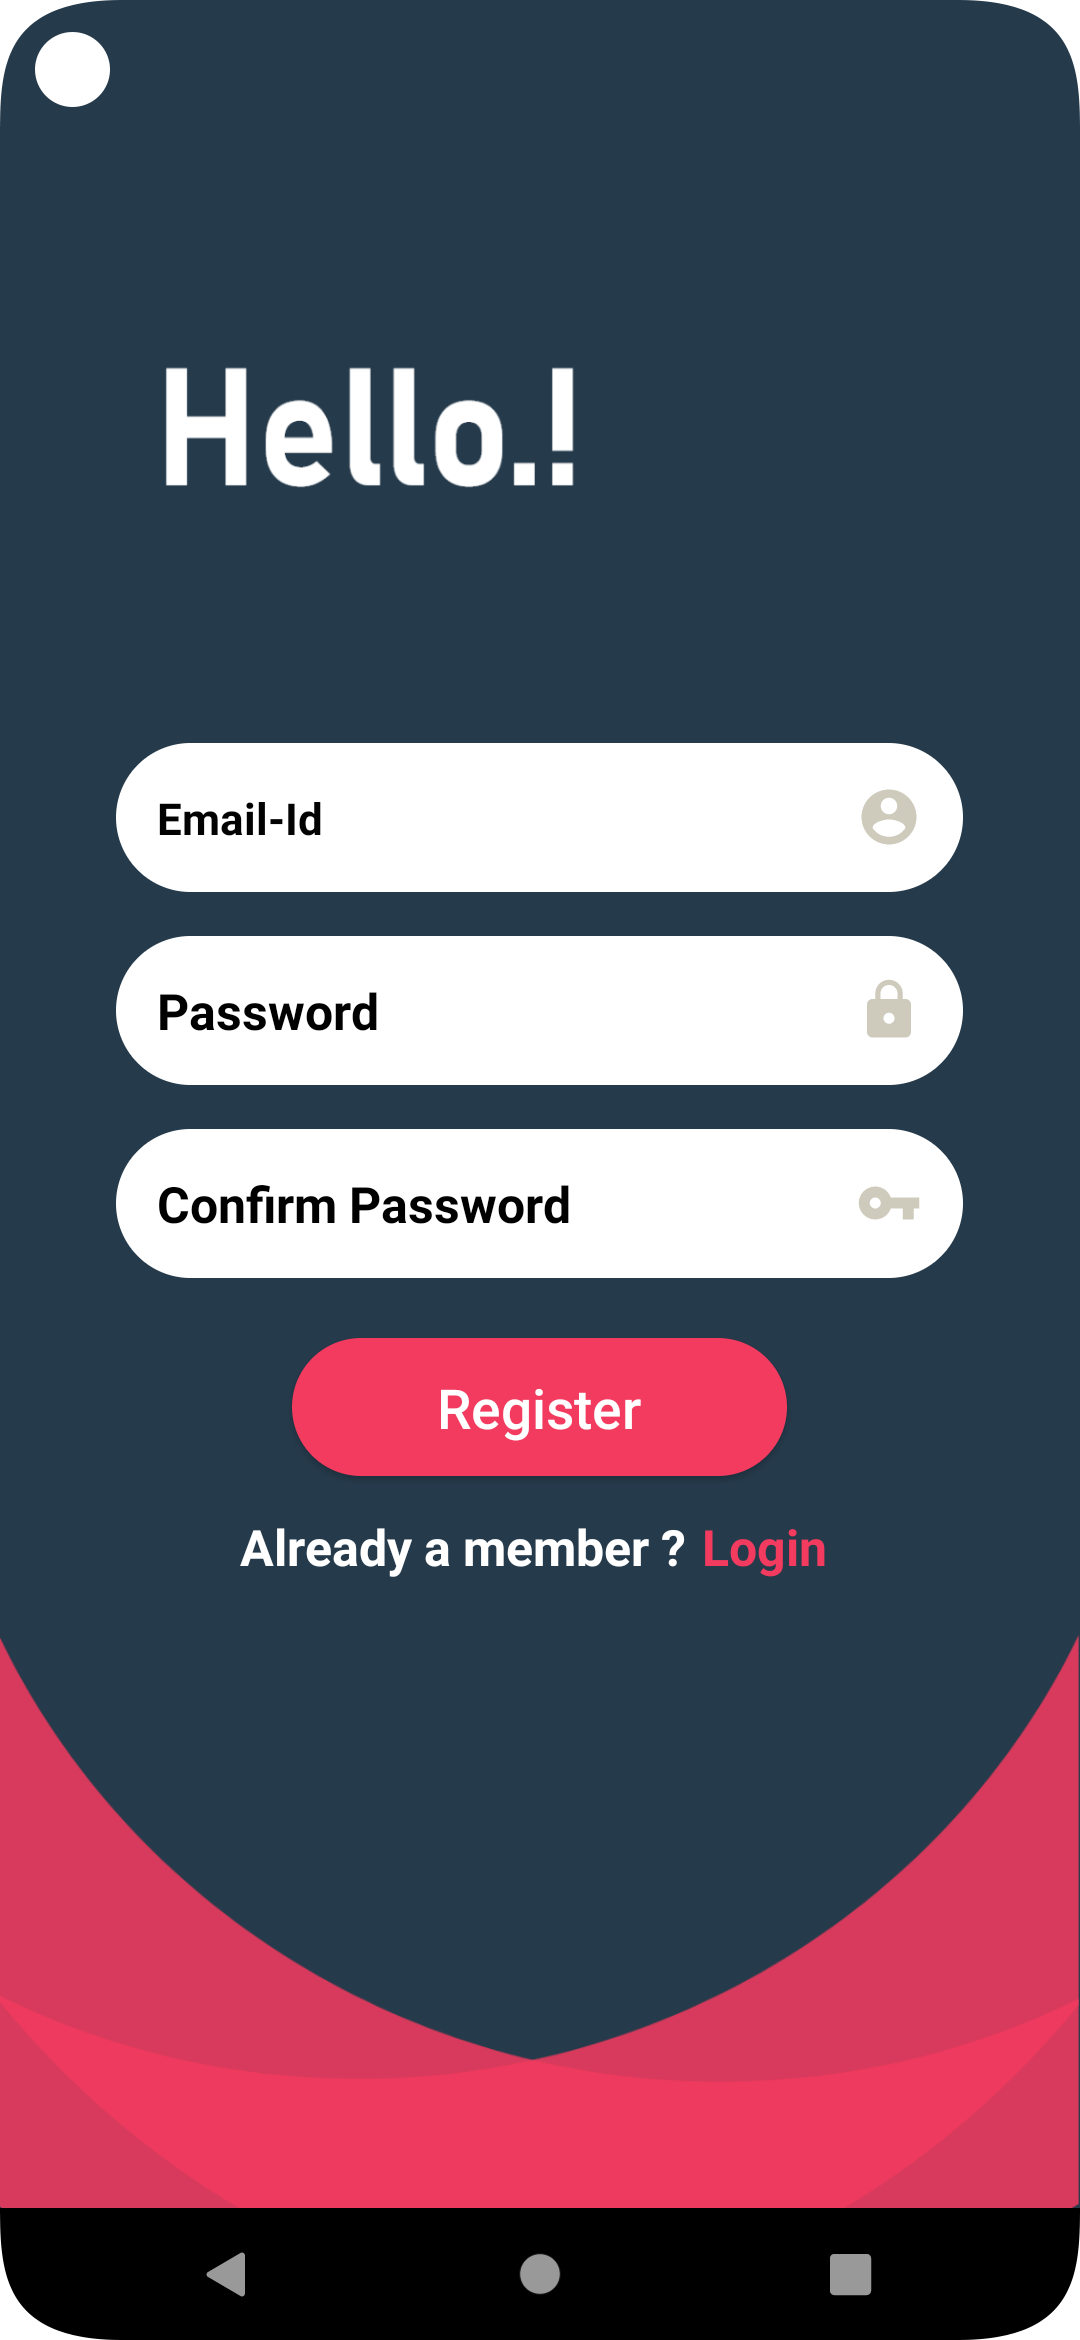 Hello.!
Email-Id
Password
Confirm Password
Register
Already a member ? Login